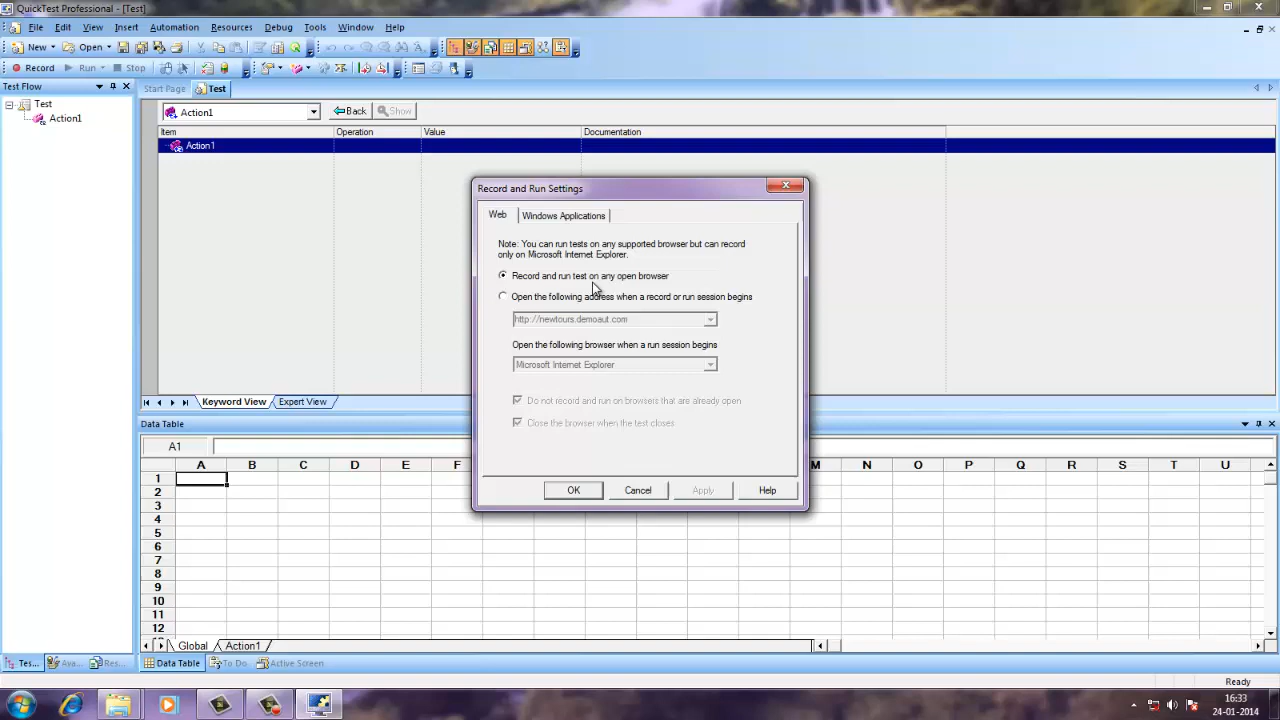 QuickTest Professional - [Test]
File Edit View Insert Automation Resources Debug Tools Window Help
New Open
Record Run Stop
Test Flow
Start Page Test
Test
Action1
Action1 Back Show
Item Operation Value Documentation
Action1
Record and Run Settings
Web Windows Applications
Note: You can run tests on any supported browser but can record
only on Microsoft Internet Explorer.
Record and run test on any open browser
Open the following address when a record or run session begins
http://newtours.demoaut.com
Open the following browser when a run session begins
Microsoft Internet Explorer
Do not record and run on browsers that are already open
Close the browser when the test closes
OK Cancel Apply Help
Keyword View Expert View
Data Table
A1
A B C D E F M N O P Q R S T U
1
2
3
4
5
6
7
8
9
10
11
12
Global Action1
Tes... Ava... Res... Data Table To Do Active Screen
Ready
16:33
24-01-2014